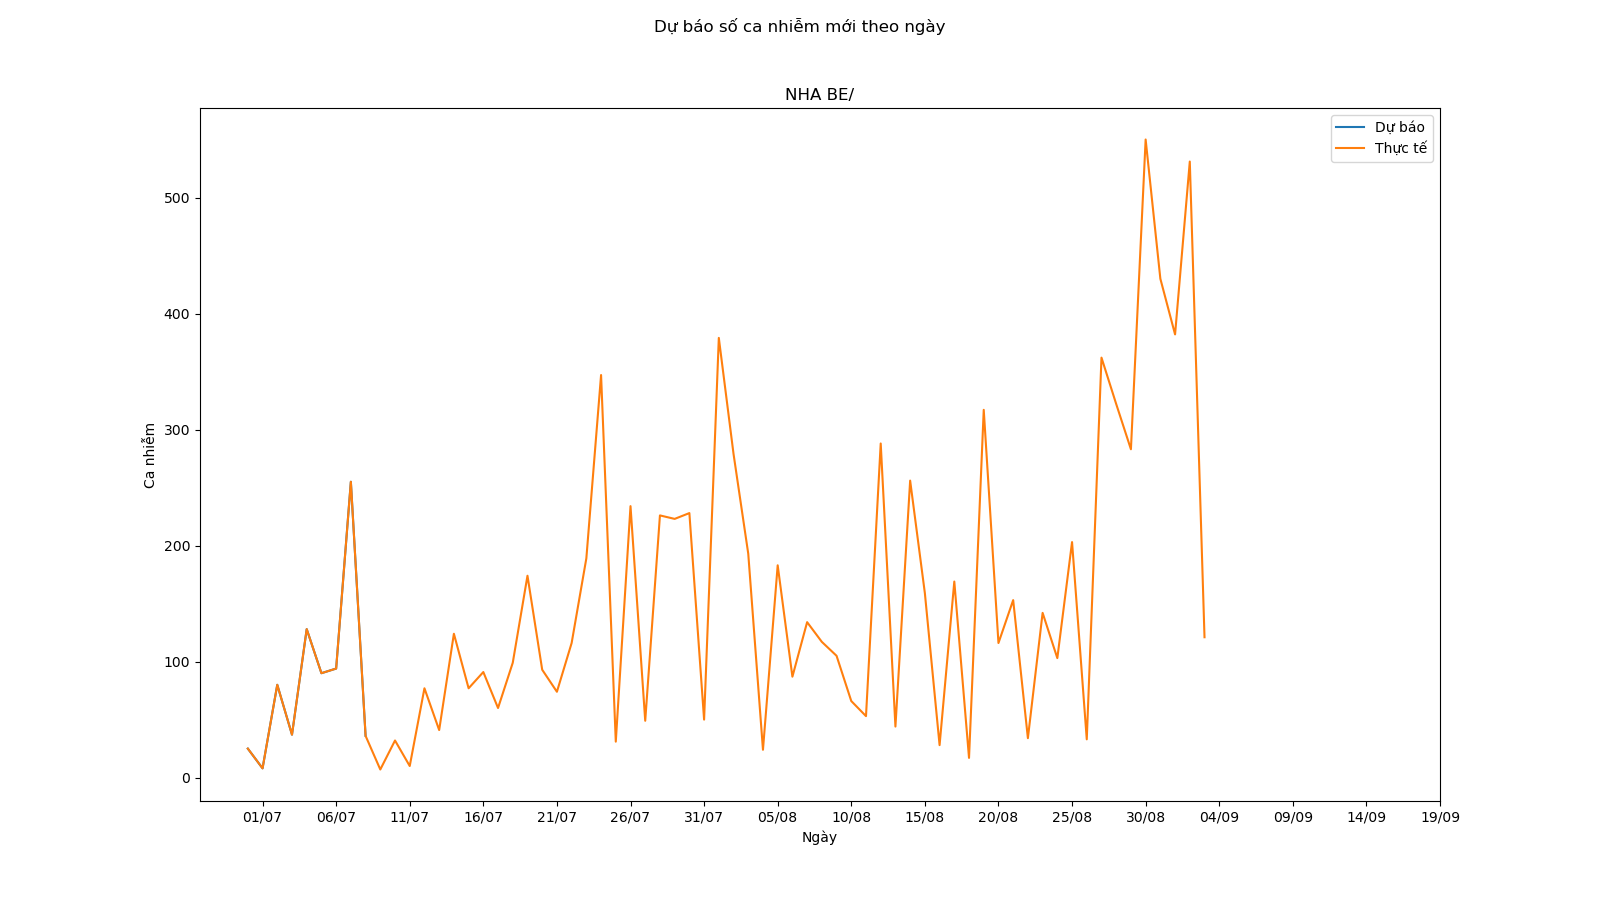 Dự báo số ca nhiễm mới theo ngày
NHA BE/
Dự báo
Thực tế
500
400
300
200
100
0
Ca nhiễm
01/07 06/07 11/07 16/07 21/07 26/07 31/07 05/08 10/08 15/08 20/08 25/08 30/08 04/09 09/09 14/09 19/09
Ngày